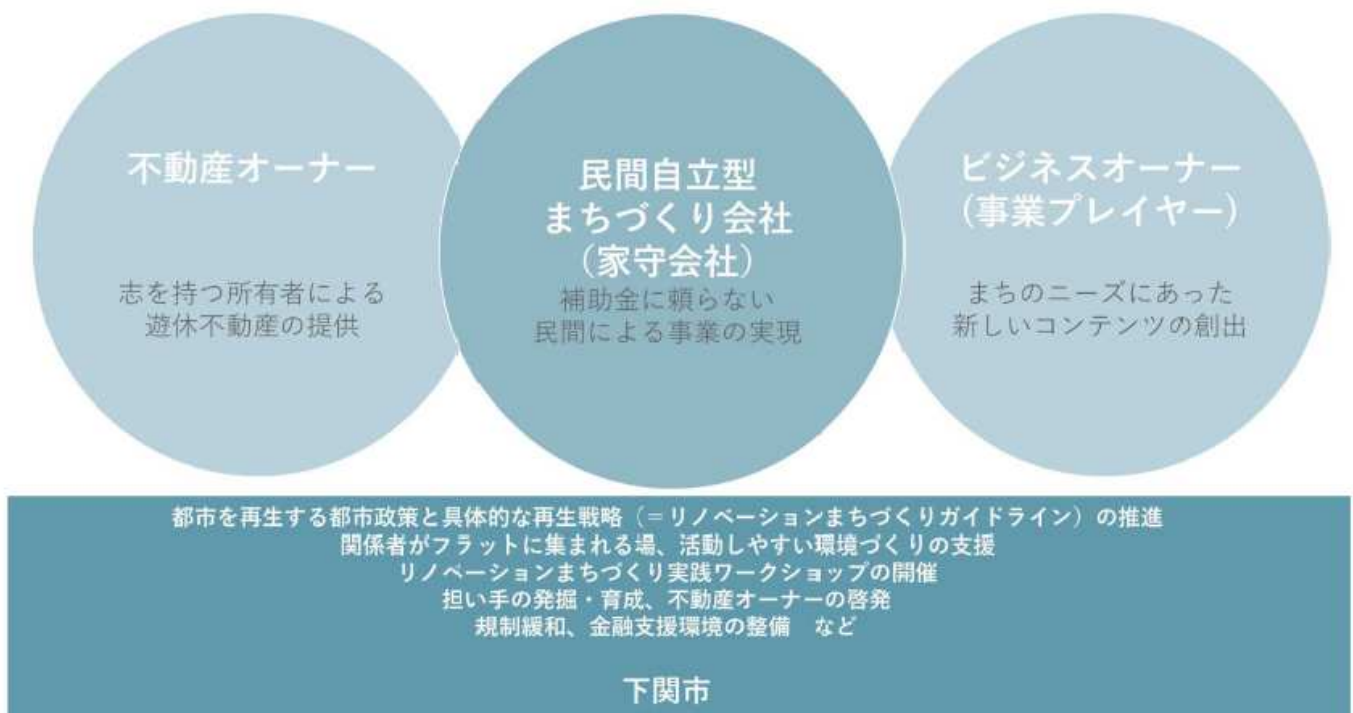 不動産オーナー
志を持つ所有者による
遊休不動産の提供
民間自立型
まちづくり会社
（家守会社）
補助金に頼らない
民間による事業の実現
ビジネスオーナー
（事業プレイヤー）
まちのニーズにあった
新しいコンテンツの創出
都市を再生する都市政策と具体的な再生戦略（＝リノベーションまちづくりガイドライン）の推進
関係者がフラットに集まれる場、活動しやすい環境づくりの支援
リノベーションまちづくり実践ワークショップの開催
担い手の発掘・育成、不動産オーナーの啓発
規制緩和、金融支援環境の整備　など
下関市